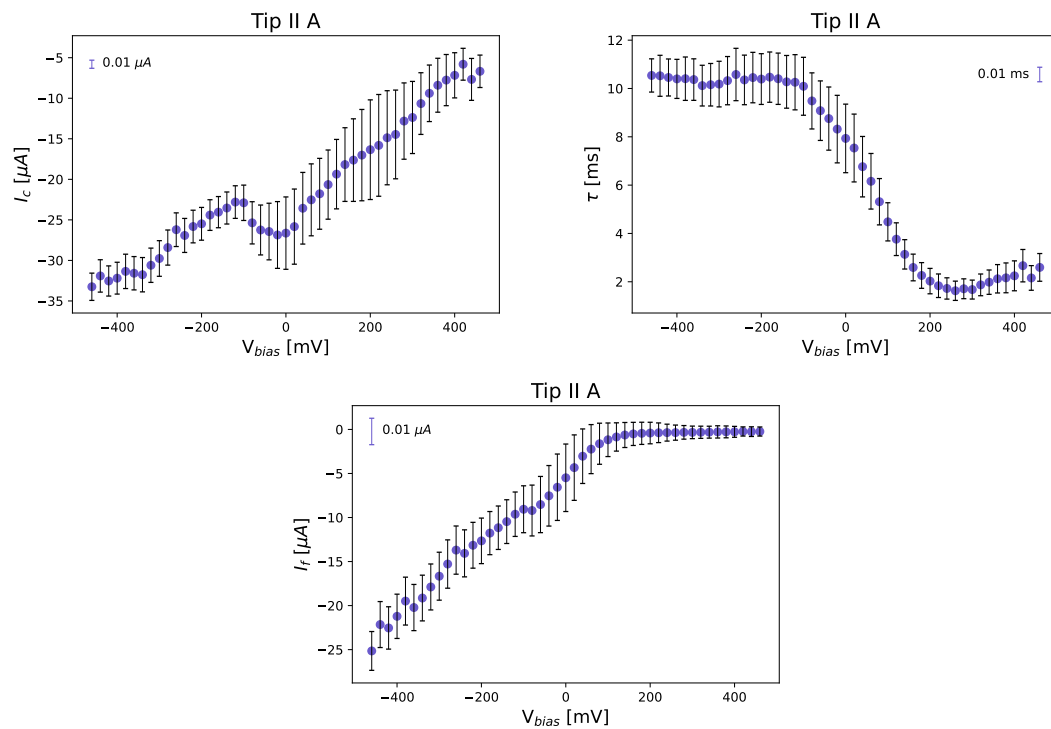 Tip II A
0.01 μA
I_c [μA]
−5
−10
−15
−20
−25
−30
−35
−400 −200 0 200 400
V_bias [mV]
Tip II A
0.01 ms
τ [ms]
12
10
8
6
4
2
−400 −200 0 200 400
V_bias [mV]
Tip II A
0.01 μA
I_f [μA]
0
−5
−10
−15
−20
−25
−400 −200 0 200 400
V_bias [mV]